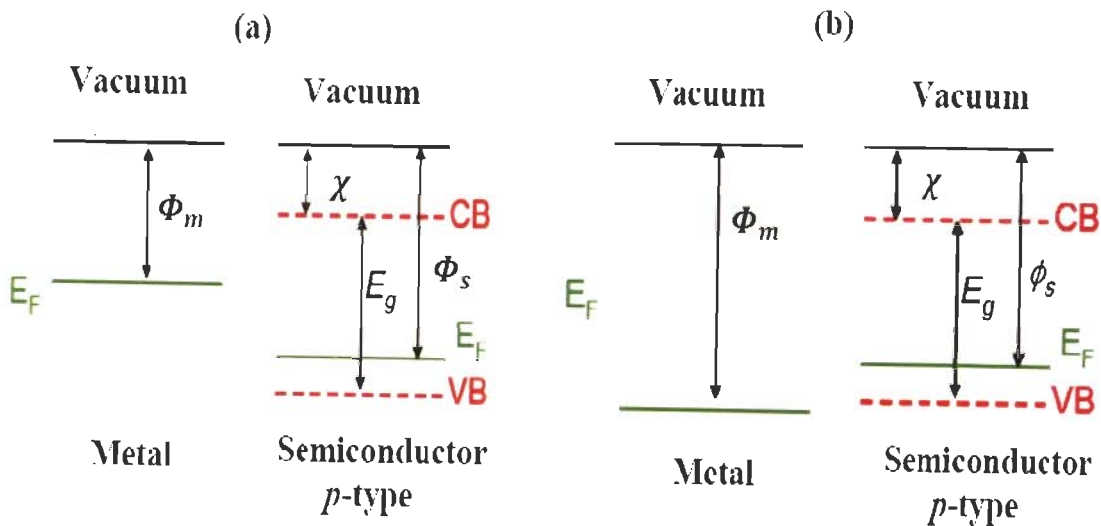 (a)
Vacuum
Vacuum
Φm
χ
CB
Φs
Eg
EF
EF
VB
Metal
Semiconductor
p-type
(b)
Vacuum
Vacuum
Φm
χ
CB
ϕs
Eg
EF
EF
VB
Metal
Semiconductor
p-type